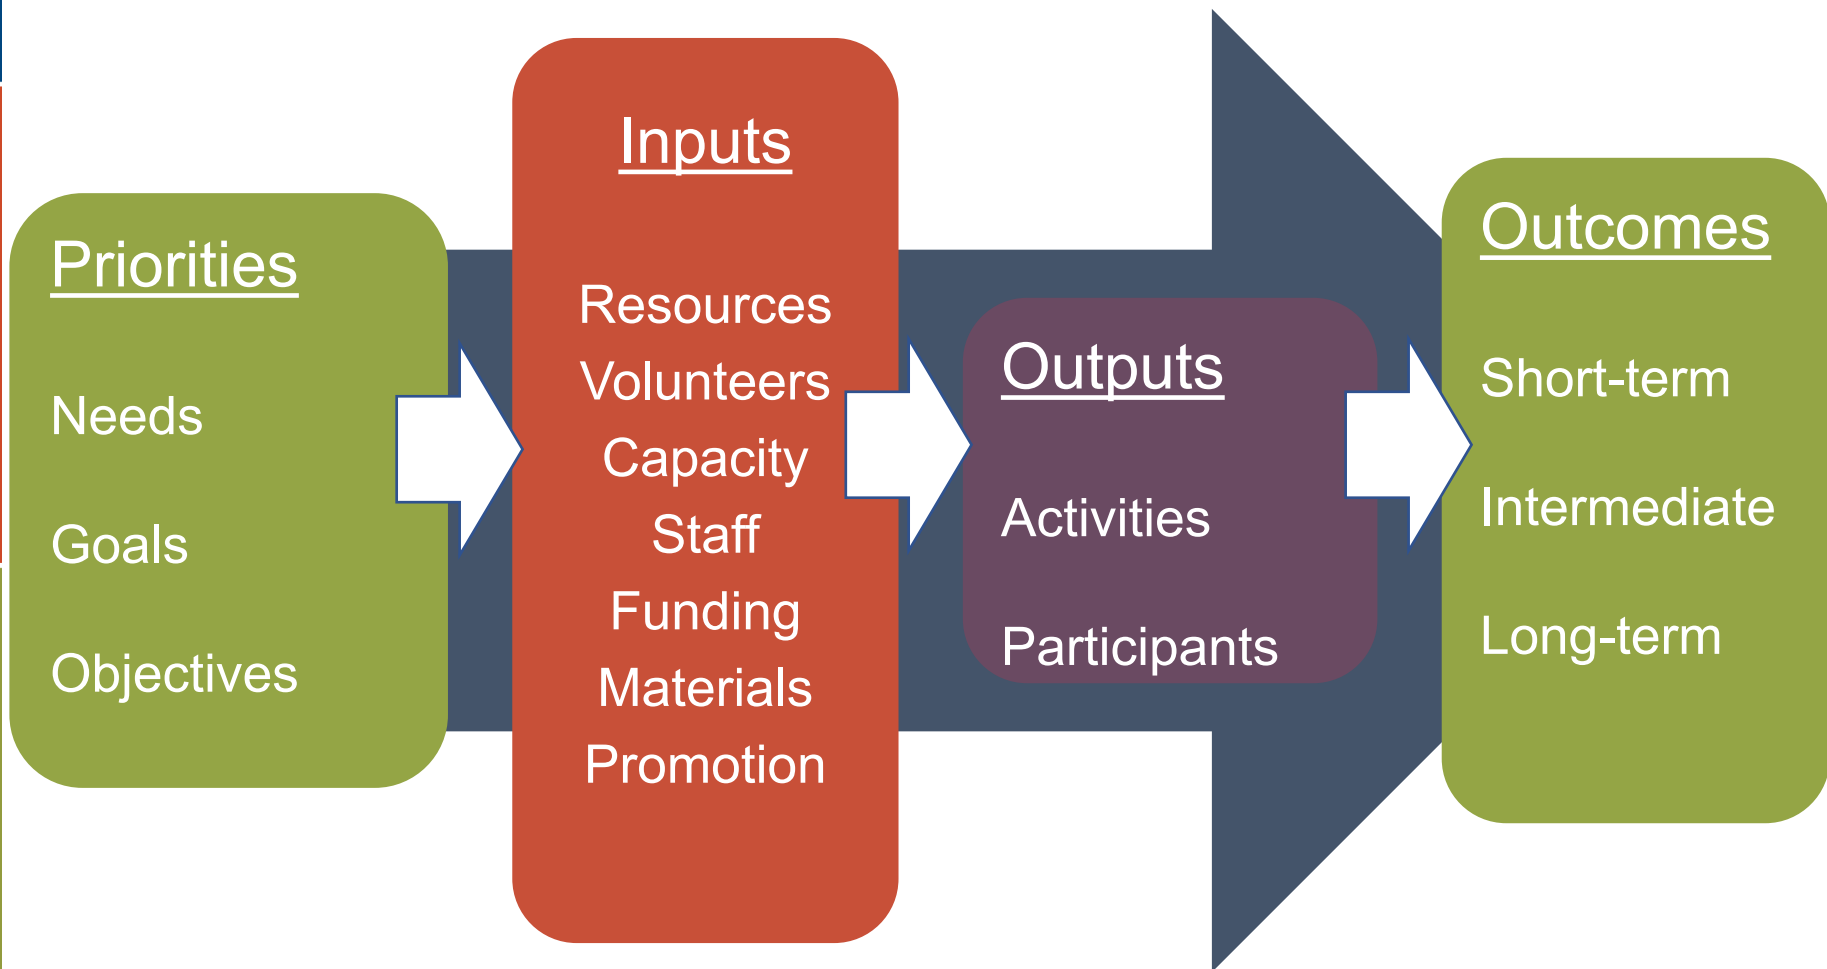 Priorities
Needs
Goals
Objectives
Inputs
Resources
Volunteers
Capacity
Staff
Funding
Materials
Promotion
Outputs
Activities
Participants
Outcomes
Short-term
Intermediate
Long-term